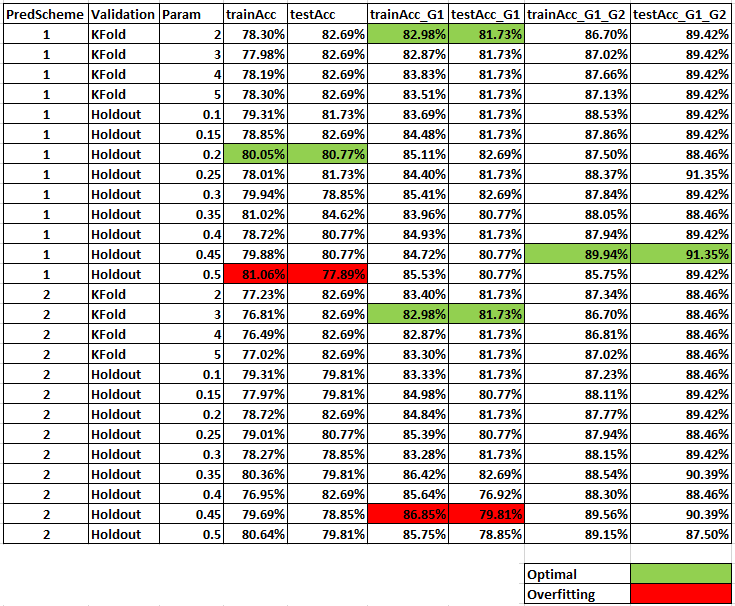 PredScheme Validation Param trainAcc testAcc trainAcc_G1 testAcc_G1 trainAcc_G1_G2 testAcc_G1_G2
1 KFold 2 78.30% 82.69% 82.98% 81.73% 86.70% 89.42%
1 KFold 3 77.98% 82.69% 82.87% 81.73% 87.02% 89.42%
1 KFold 4 78.19% 82.69% 83.83% 81.73% 87.66% 89.42%
1 KFold 5 78.30% 82.69% 83.51% 81.73% 87.13% 89.42%
1 Holdout 0.1 79.31% 81.73% 83.69% 81.73% 88.53% 89.42%
1 Holdout 0.15 78.85% 82.69% 84.48% 81.73% 87.86% 89.42%
1 Holdout 0.2 80.05% 80.77% 85.11% 82.69% 87.50% 88.46%
1 Holdout 0.25 78.01% 81.73% 84.40% 81.73% 88.37% 91.35%
1 Holdout 0.3 79.94% 78.85% 85.41% 82.69% 87.84% 89.42%
1 Holdout 0.35 81.02% 84.62% 83.96% 80.77% 88.05% 88.46%
1 Holdout 0.4 78.72% 80.77% 84.93% 81.73% 87.94% 89.42%
1 Holdout 0.45 79.88% 80.77% 84.72% 80.77% 89.94% 91.35%
1 Holdout 0.5 81.06% 77.89% 85.53% 80.77% 85.75% 89.42%
2 KFold 2 77.23% 82.69% 83.40% 81.73% 87.34% 88.46%
2 KFold 3 76.81% 82.69% 82.98% 81.73% 86.70% 88.46%
2 KFold 4 76.49% 82.69% 82.87% 81.73% 86.81% 88.46%
2 KFold 5 77.02% 82.69% 83.30% 81.73% 87.02% 88.46%
2 Holdout 0.1 79.31% 79.81% 83.33% 81.73% 87.23% 88.46%
2 Holdout 0.15 77.97% 79.81% 84.98% 80.77% 88.11% 89.42%
2 Holdout 0.2 78.72% 82.69% 84.84% 81.73% 87.77% 89.42%
2 Holdout 0.25 79.01% 80.77% 85.39% 80.77% 87.94% 88.46%
2 Holdout 0.3 78.27% 78.85% 83.28% 81.73% 88.15% 89.42%
2 Holdout 0.35 80.36% 79.81% 86.42% 82.69% 88.54% 90.39%
2 Holdout 0.4 76.95% 82.69% 85.64% 76.92% 88.30% 88.46%
2 Holdout 0.45 79.69% 78.85% 86.85% 79.81% 89.56% 90.39%
2 Holdout 0.5 80.64% 79.81% 85.75% 78.85% 89.15% 87.50%
Optimal
Overfitting